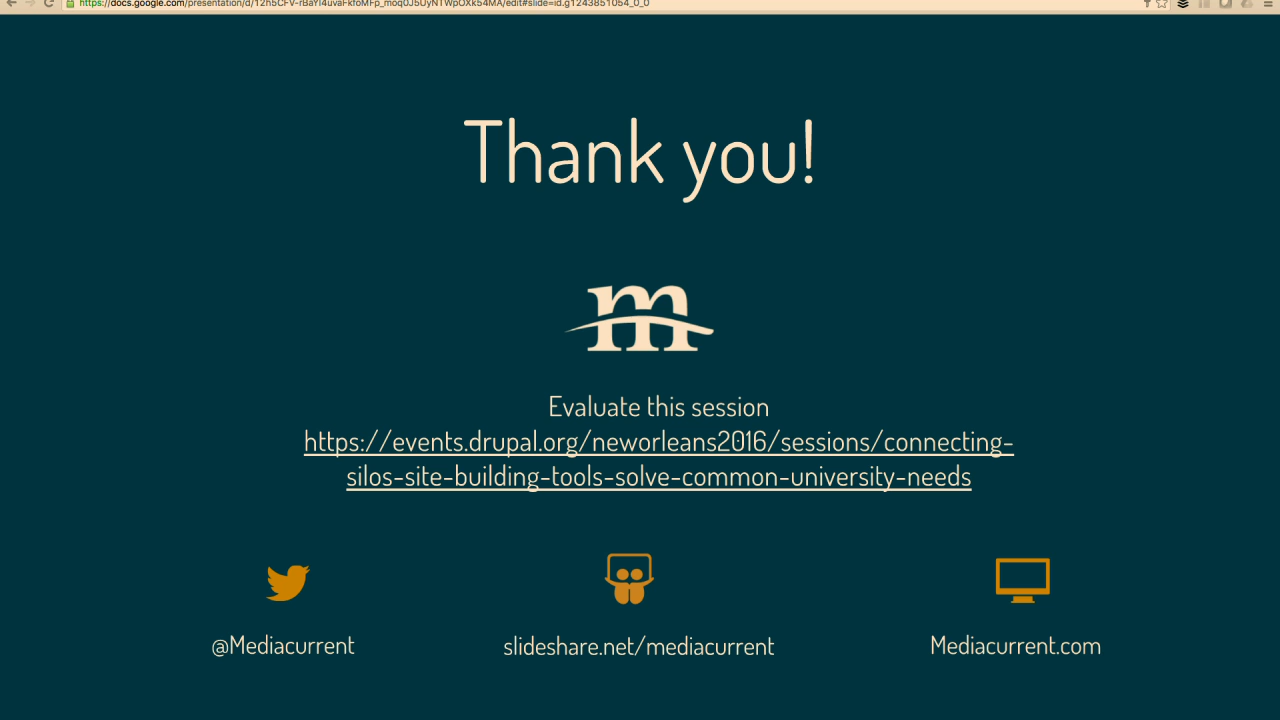 Thank you!
m
Evaluate this session
https://events.drupal.org/neworleans2016/sessions/connecting-
silos-site-building-tools-solve-common-university-needs
@Mediacurrent
slideshare.net/mediacurrent
Mediacurrent.com